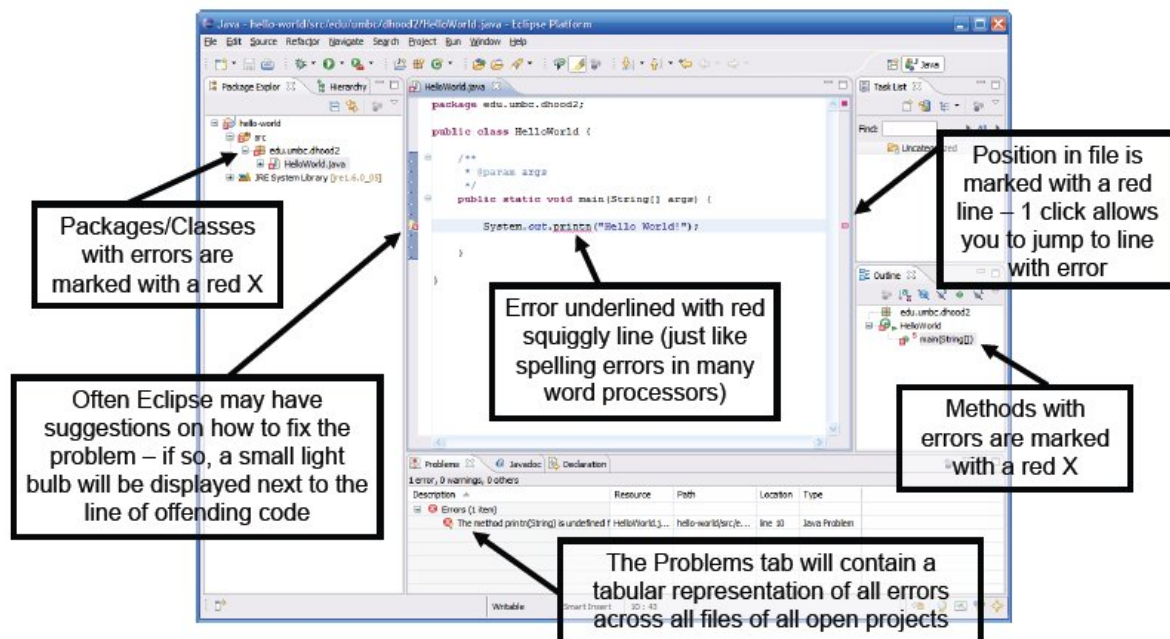 Java - hello-world/src/edu/umbc/dhood2/HelloWorld.java - Eclipse Platform
File Edit Source Refactor Navigate Search Project Run Window Help
Java
Package Explor
Hierarchy
HelloWorld.java
Task List
hello-world
src
edu.umbc.dhood2
HelloWorld.java
JRE System Library [jre1.6.0_05]
package edu.umbc.dhood2;
public class HelloWorld {
/**
* @param args
*/
public static void main(String[] args) {
System.out.printn("Hello World!");
}
}
Find:
All
Uncategorized
Packages/Classes
with errors are
marked with a red X
Position in file is
marked with a red
line – 1 click allows
you to jump to line
with error
Error underlined with red
squiggly line (just like
spelling errors in many
word processors)
Outline
edu.umbc.dhood2
HelloWorld
main(String[])
Often Eclipse may have
suggestions on how to fix the
problem – if so, a small light
bulb will be displayed next to the
line of offending code
Methods with
errors are marked
with a red X
Problems
Javadoc
Declaration
1 error, 0 warnings, 0 others
Description Resource Path Location Type
Errors (1 item)
The method printn(String) is undefined f HelloWorld.j... hello-world/src/e... line 10 Java Problem
The Problems tab will contain a
tabular representation of all errors
across all files of all open projects
Writable Smart Insert 10 : 43